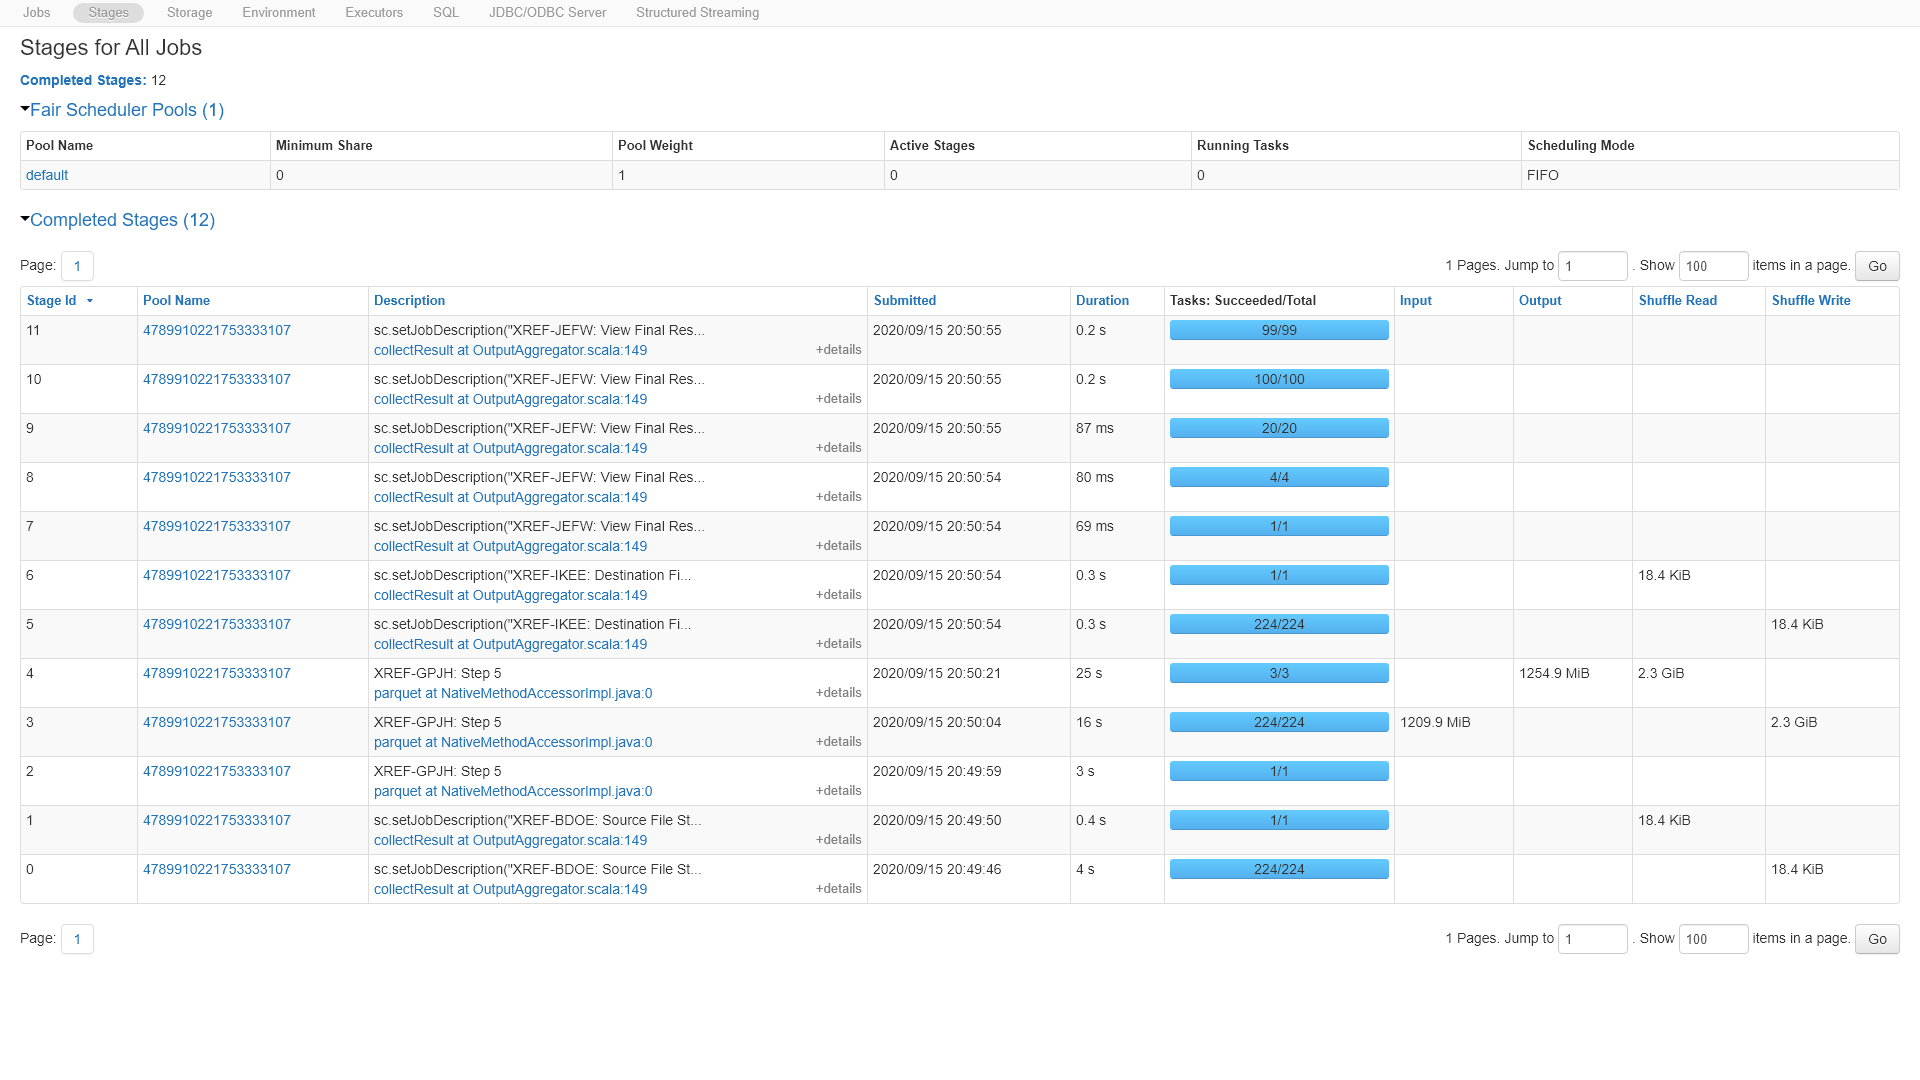 Jobs Stages Storage Environment Executors SQL JDBC/ODBC Server Structured Streaming
Stages for All Jobs
Completed Stages: 12
Fair Scheduler Pools (1)
Pool Name Minimum Share Pool Weight Active Stages Running Tasks Scheduling Mode
default 0 1 0 0 FIFO
Completed Stages (12)
Page: 1 1 Pages. Jump to 1 . Show 100 items in a page. Go
Stage Id Pool Name Description Submitted Duration Tasks: Succeeded/Total Input Output Shuffle Read Shuffle Write
11 4789910221753333107 sc.setJobDescription("XREF-JEFW: View Final Res... 2020/09/15 20:50:55 0.2 s 99/99
collectResult at OutputAggregator.scala:149 +details
10 4789910221753333107 sc.setJobDescription("XREF-JEFW: View Final Res... 2020/09/15 20:50:55 0.2 s 100/100
collectResult at OutputAggregator.scala:149 +details
9 4789910221753333107 sc.setJobDescription("XREF-JEFW: View Final Res... 2020/09/15 20:50:55 87 ms 20/20
collectResult at OutputAggregator.scala:149 +details
8 4789910221753333107 sc.setJobDescription("XREF-JEFW: View Final Res... 2020/09/15 20:50:54 80 ms 4/4
collectResult at OutputAggregator.scala:149 +details
7 4789910221753333107 sc.setJobDescription("XREF-JEFW: View Final Res... 2020/09/15 20:50:54 69 ms 1/1
collectResult at OutputAggregator.scala:149 +details
6 4789910221753333107 sc.setJobDescription("XREF-IKEE: Destination Fi... 2020/09/15 20:50:54 0.3 s 1/1 18.4 KiB
collectResult at OutputAggregator.scala:149 +details
5 4789910221753333107 sc.setJobDescription("XREF-IKEE: Destination Fi... 2020/09/15 20:50:54 0.3 s 224/224 18.4 KiB
collectResult at OutputAggregator.scala:149 +details
4 4789910221753333107 XREF-GPJH: Step 5 2020/09/15 20:50:21 25 s 3/3 1254.9 MiB 2.3 GiB
parquet at NativeMethodAccessorImpl.java:0 +details
3 4789910221753333107 XREF-GPJH: Step 5 2020/09/15 20:50:04 16 s 224/224 1209.9 MiB 2.3 GiB
parquet at NativeMethodAccessorImpl.java:0 +details
2 4789910221753333107 XREF-GPJH: Step 5 2020/09/15 20:49:59 3 s 1/1
parquet at NativeMethodAccessorImpl.java:0 +details
1 4789910221753333107 sc.setJobDescription("XREF-BDOE: Source File St... 2020/09/15 20:49:50 0.4 s 1/1 18.4 KiB
collectResult at OutputAggregator.scala:149 +details
0 4789910221753333107 sc.setJobDescription("XREF-BDOE: Source File St... 2020/09/15 20:49:46 4 s 224/224 18.4 KiB
collectResult at OutputAggregator.scala:149 +details
Page: 1 1 Pages. Jump to 1 . Show 100 items in a page. Go